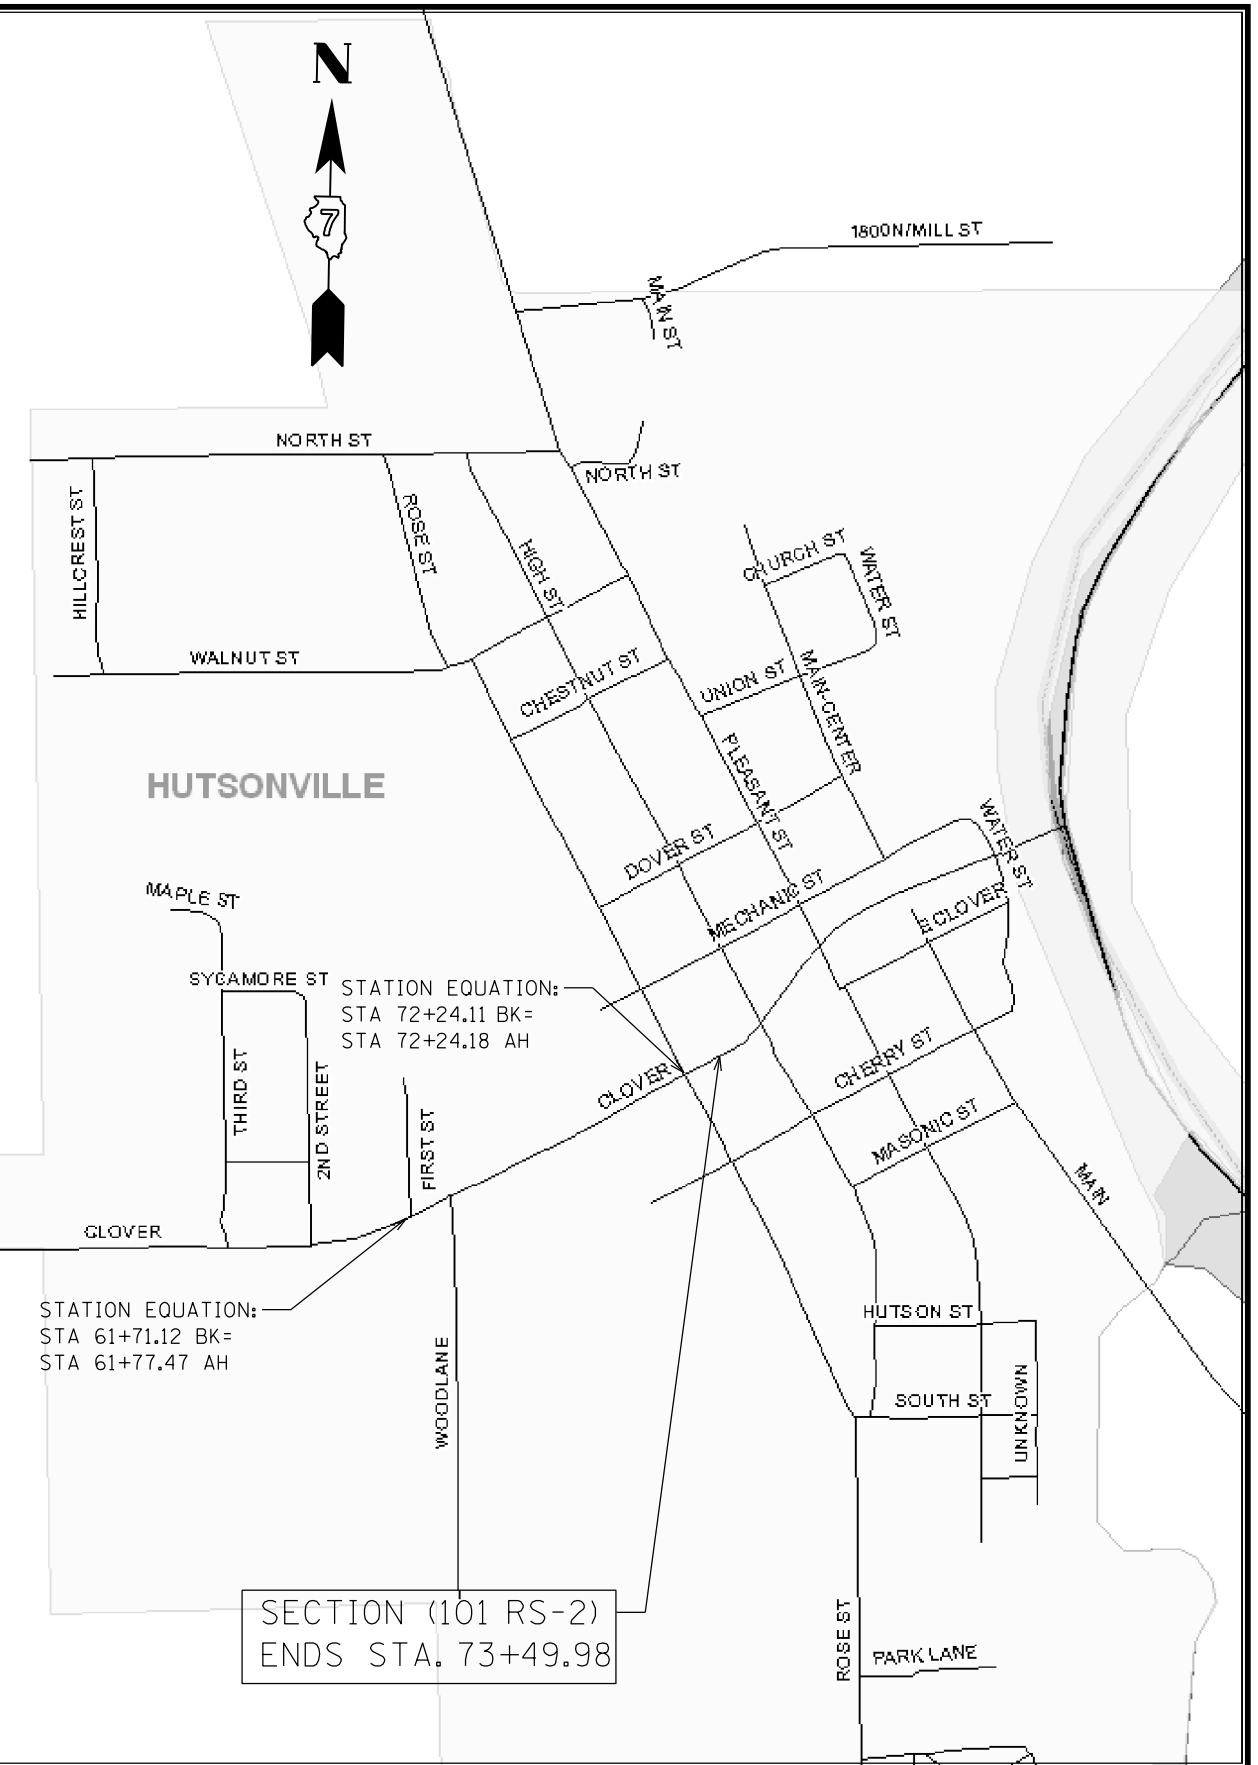 N
7
1800N/MILL ST
MAIN ST
NORTH ST
NORTH ST
HILLCREST ST
ROSE ST
HIGH ST
CHURCH ST
WATER ST
WALNUT ST
CHESTNUT ST
UNION ST
MAIN-CENTER
PLEASANT ST
HUTSONVILLE
DOVER ST
WATER ST
MECHANIC ST
MAPLE ST
E CLOVER
SYCAMORE ST
STATION EQUATION:
STA 72+24.11 BK=
STA 72+24.18 AH
CLOVER
CHERRY ST
THIRD ST
2ND STREET
FIRST ST
MASONIC ST
MAIN
CLOVER
STATION EQUATION:
STA 61+71.12 BK=
STA 61+77.47 AH
HUTSON ST
WOODLANE
SOUTH ST
UNKNOWN
SECTION (101 RS-2)
ENDS STA. 73+49.98
ROSE ST
PARK LANE